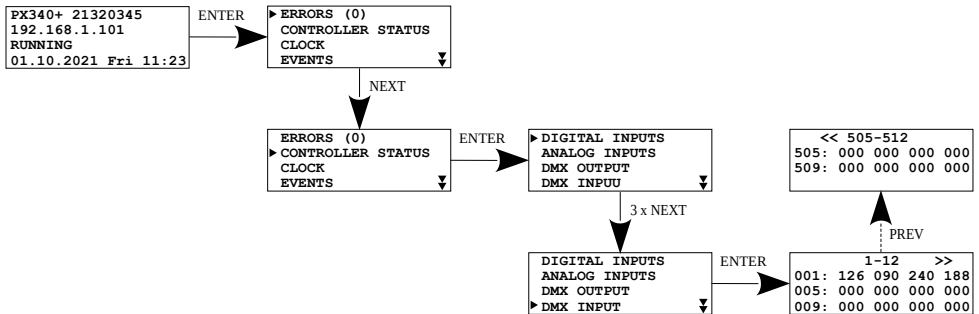 PX340+ 21320345
192.168.1.101
RUNNING
01.10.2021 Fri 11:23
ENTER
ERRORS (0)
CONTROLLER STATUS
CLOCK
EVENTS
NEXT
ERRORS (0)
CONTROLLER STATUS
CLOCK
EVENTS
ENTER
DIGITAL INPUTS
ANALOG INPUTS
DMX OUTPUT
DMX INPUU
3 x NEXT
DIGITAL INPUTS
ANALOG INPUTS
DMX OUTPUT
DMX INPUT
ENTER
1-12 >>
001: 126 090 240 188
005: 000 000 000 000
009: 000 000 000 000
PREV
<< 505-512
505: 000 000 000 000
509: 000 000 000 000